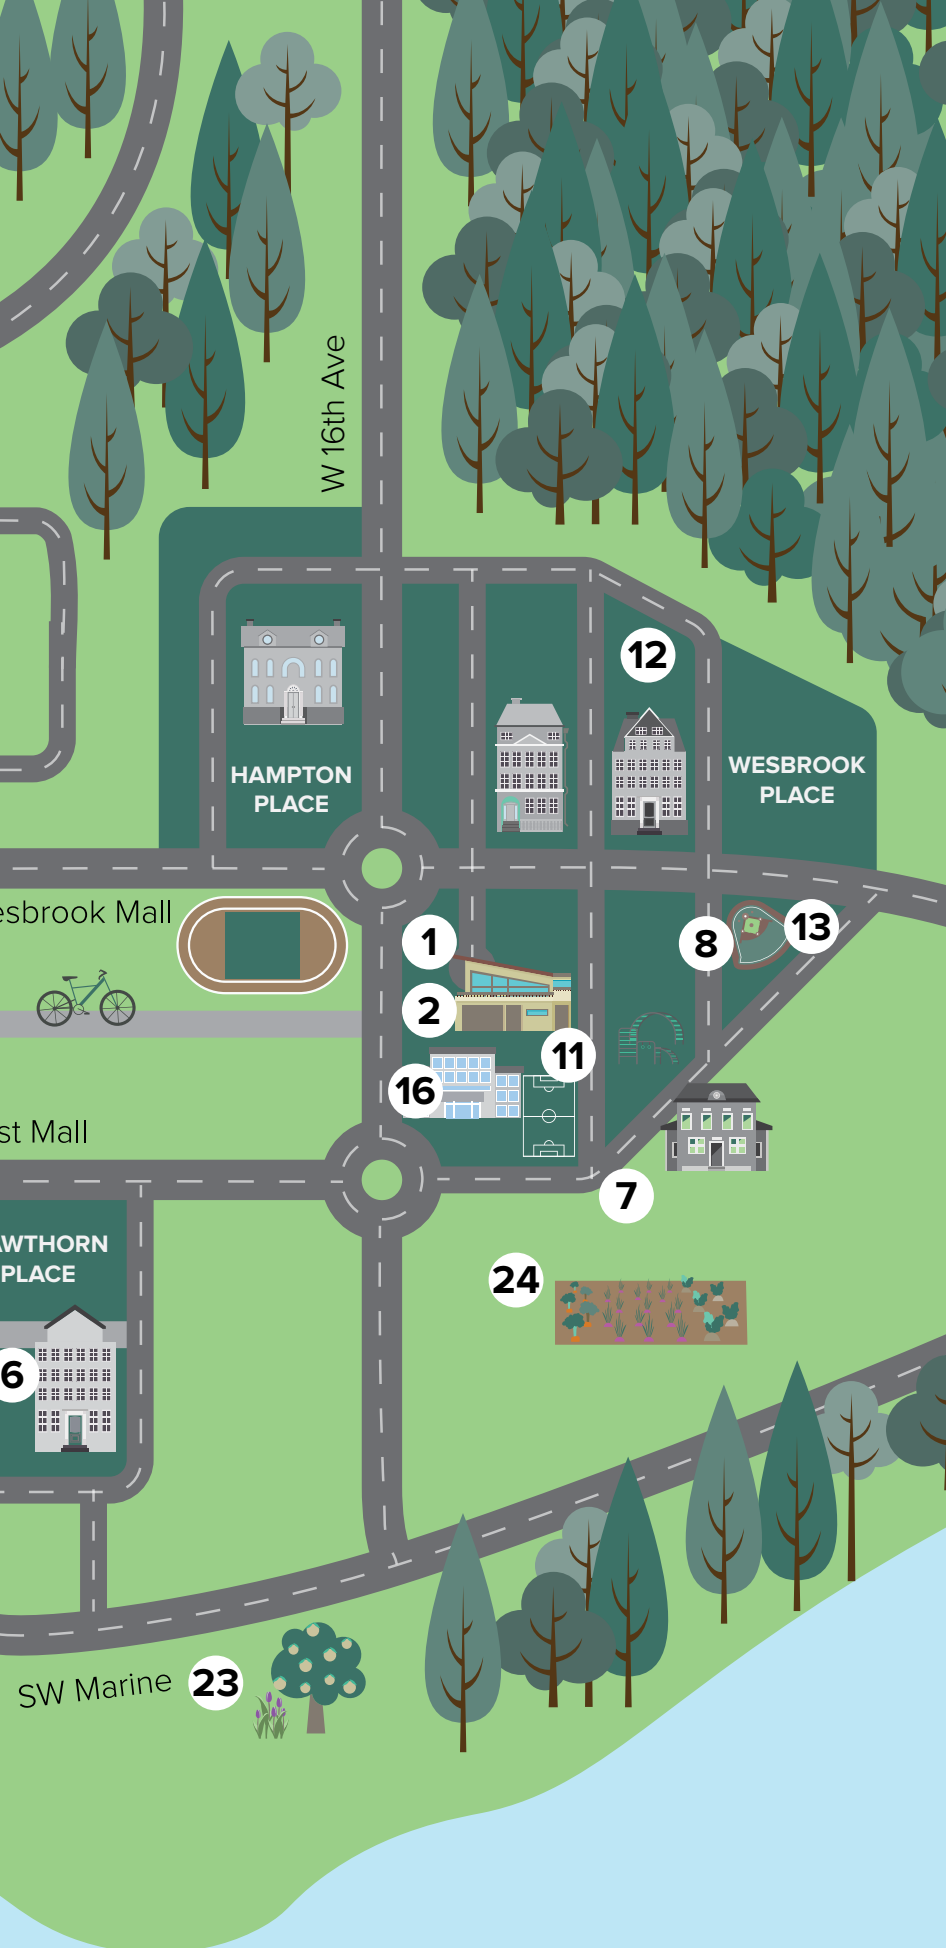 W 16th Ave
12
HAMPTON
PLACE
WESBROOK
PLACE
esbrook Mall
1
8
13
2
11
16
st Mall
7
AWTHORN
PLACE
24
6
SW Marine
23